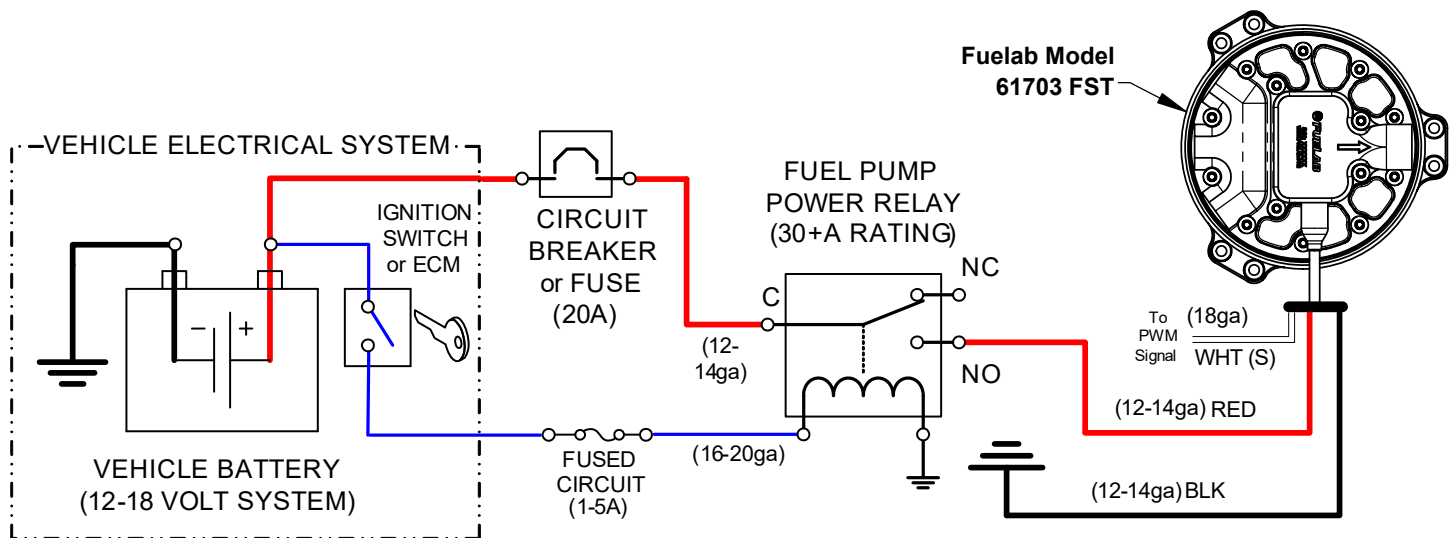 Fuelab Model
61703 FST
VEHICLE ELECTRICAL SYSTEM
IGNITION
SWITCH
or ECM
CIRCUIT
BREAKER
or FUSE
(20A)
FUEL PUMP
POWER RELAY
(30+A RATING)
NC
C
NO
(12-
14ga)
To
PWM
Signal
(18ga)
WHT (S)
(12-14ga) RED
(12-14ga) BLK
- +
VEHICLE BATTERY
(12-18 VOLT SYSTEM)
FUSED
CIRCUIT
(1-5A)
(16-20ga)
FUELAB